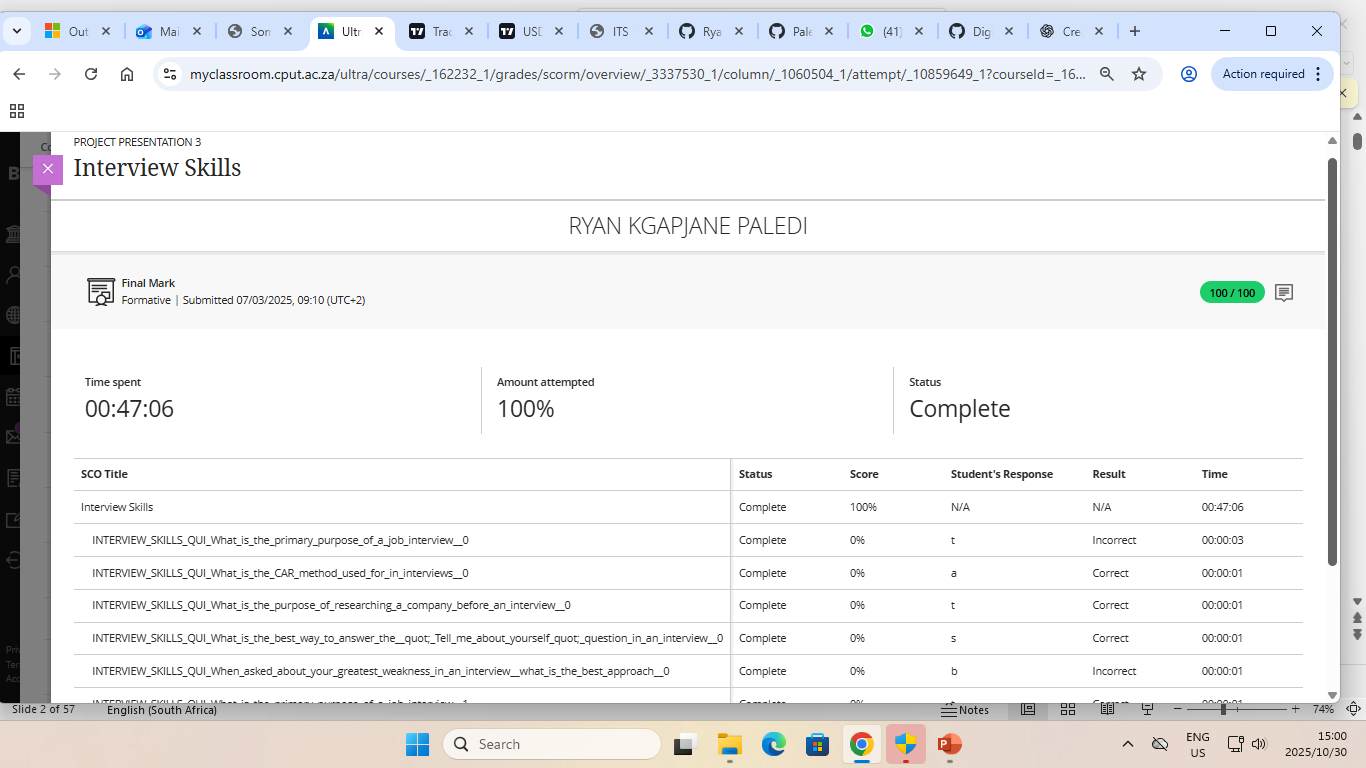 Out
Mai
Son
Ultr
Trac
USD
ITS
Rya
Pale
(41)
Dig
Cre
myclassroom.cput.ac.za/ultra/courses/_162232_1/grades/scorm/overview/_3337530_1/column/_1060504_1/attempt/_10859649_1?courseId=_16...
Action required
PROJECT PRESENTATION 3
Interview Skills
RYAN KGAPJANE PALEDI
Final Mark
Formative | Submitted 07/03/2025, 09:10 (UTC+2)
100 / 100
Time spent
00:47:06
Amount attempted
100%
Status
Complete
SCO Title Status Score Student's Response Result Time
Interview Skills Complete 100% N/A N/A 00:47:06
INTERVIEW_SKILLS_QUI_What_is_the_primary_purpose_of_a_job_interview__0 Complete 0% t Incorrect 00:00:03
INTERVIEW_SKILLS_QUI_What_is_the_CAR_method_used_for_in_interviews__0 Complete 0% a Correct 00:00:01
INTERVIEW_SKILLS_QUI_What_is_the_purpose_of_researching_a_company_before_an_interview__0 Complete 0% t Correct 00:00:01
INTERVIEW_SKILLS_QUI_What_is_the_best_way_to_answer_the__quot;_Tell_me_about_yourself_quot;_question_in_an_interview__0 Complete 0% s Correct 00:00:01
INTERVIEW_SKILLS_QUI_When_asked_about_your_greatest_weakness_in_an_interview__what_is_the_best_approach__0 Complete 0% b Incorrect 00:00:01
Slide 2 of 57 English (South Africa) Notes 74%
Search
ENG
US
15:00
2025/10/30